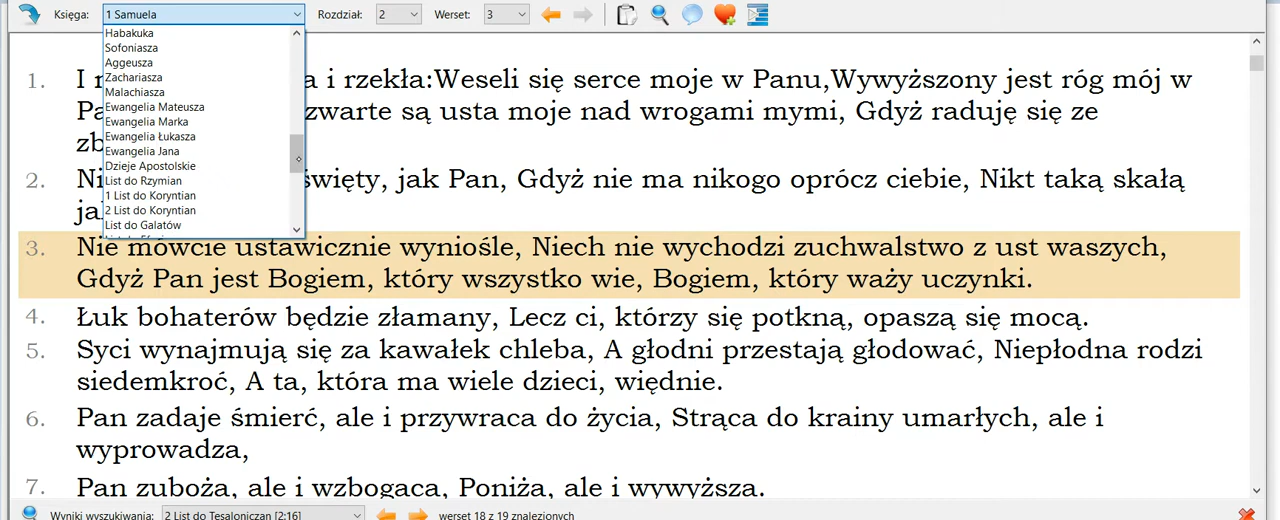 Księga: 1 Samuela Rozdział: 2 Werset: 3
Habakuka
Sofoniasza
Aggeusza
Zachariasza
Malachiasza
Ewangelia Mateusza
Ewangelia Marka
Ewangelia Łukasza
Ewangelia Jana
Dzieje Apostolskie
List do Rzymian
1 List do Koryntian
2 List do Koryntian
List do Galatów
1. I a i rzekła:Weseli się serce moje w Panu,Wywyższony jest róg mój w
zwarte są usta moje nad wrogami mymi, Gdyż raduję się ze
2. święty, jak Pan, Gdyż nie ma nikogo oprócz ciebie, Nikt taką skałą
3. Nie mówcie ustawicznie wyniośle, Niech nie wychodzi zuchwalstwo z ust waszych,
Gdyż Pan jest Bogiem, który wszystko wie, Bogiem, który waży uczynki.
4. Łuk bohaterów będzie złamany, Lecz ci, którzy się potkną, opaszą się mocą.
5. Syci wynajmują się za kawałek chleba, A głodni przestają głodować, Niepłodna rodzi
siedemkroć, A ta, która ma wiele dzieci, więdnie.
6. Pan zadaje śmierć, ale i przywraca do życia, Strąca do krainy umarłych, ale i
wyprowadza,
7. Pan zuboża, ale i wzbogaca, Poniża, ale i wywyższa.
Wyniki wyszukiwania: 2 List do Tesaloniczan [2:16] werset 18 z 19 znalezionych